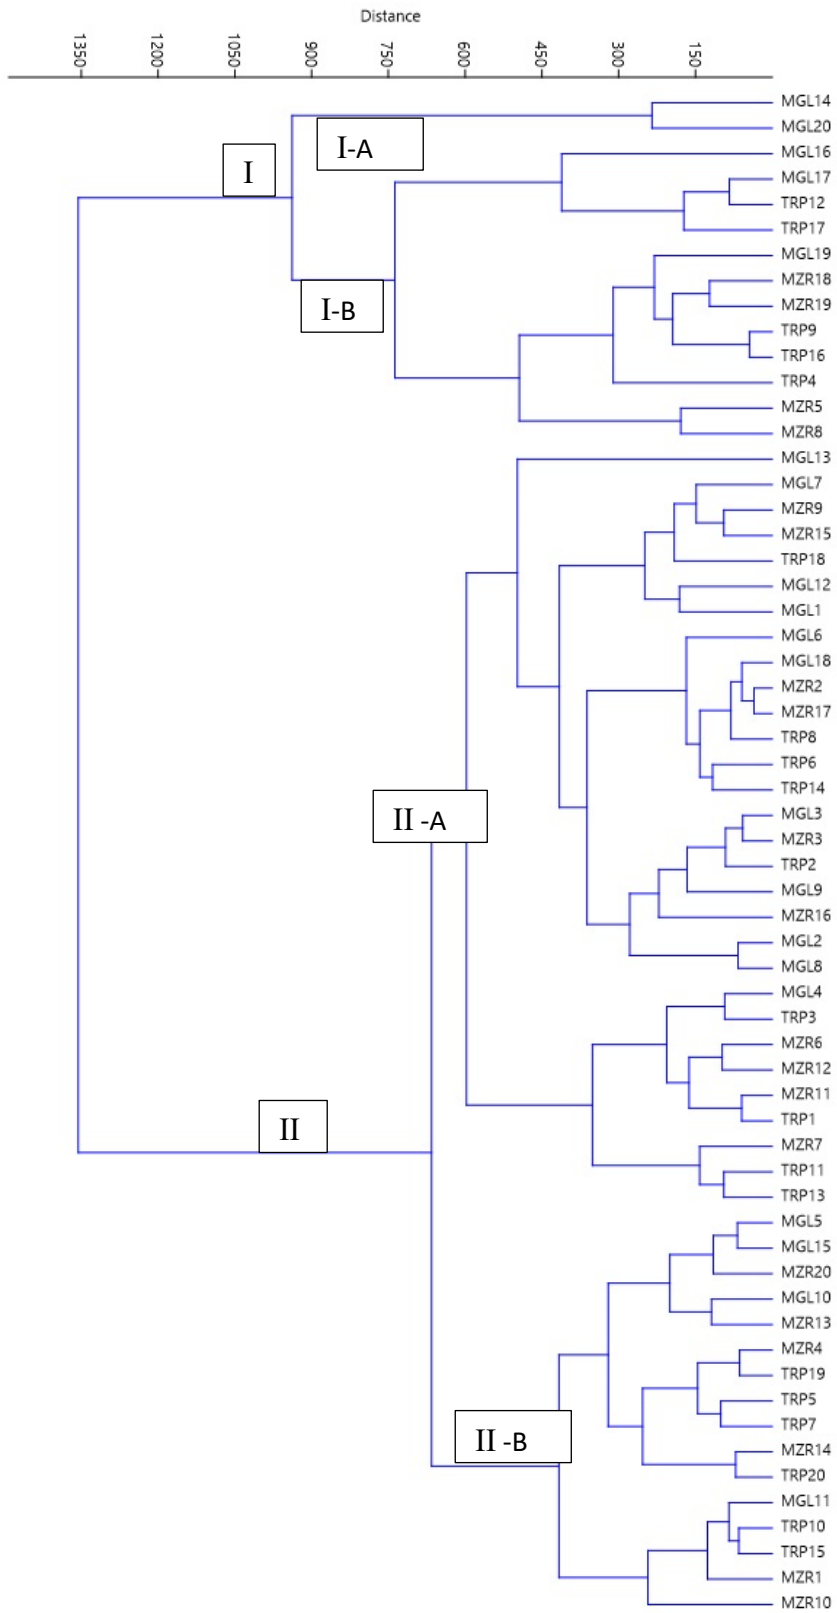 Distance
1350
1200
1050
900
750
600
450
300
150
MGL14
MGL20
I-A
MGL16
I
MGL17
TRP12
TRP17
MGL19
MZR18
I-B
MZR19
TRP9
TRP16
TRP4
MZR5
MZR8
MGL13
MGL7
MZR9
MZR15
TRP18
MGL12
MGL1
MGL6
MGL18
MZR2
MZR17
TRP8
TRP6
TRP14
MGL3
II -A
MZR3
TRP2
MGL9
MZR16
MGL2
MGL8
MGL4
TRP3
MZR6
MZR12
MZR11
TRP1
II
MZR7
TRP11
TRP13
MGL5
MGL15
MZR20
MGL10
MZR13
MZR4
TRP19
TRP5
TRP7
II -B
MZR14
TRP20
MGL11
TRP10
TRP15
MZR1
MZR10